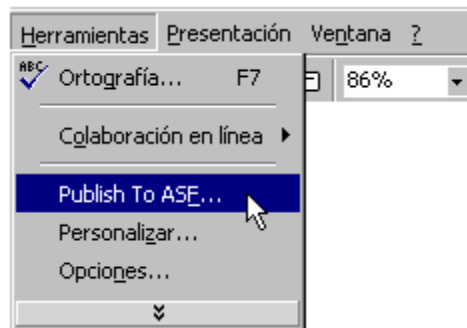 Herramientas Presentación Ventana ?
ABC Ortografía... F7 86%
Colaboración en línea
Publish To ASF...
Personalizar...
Opciones...